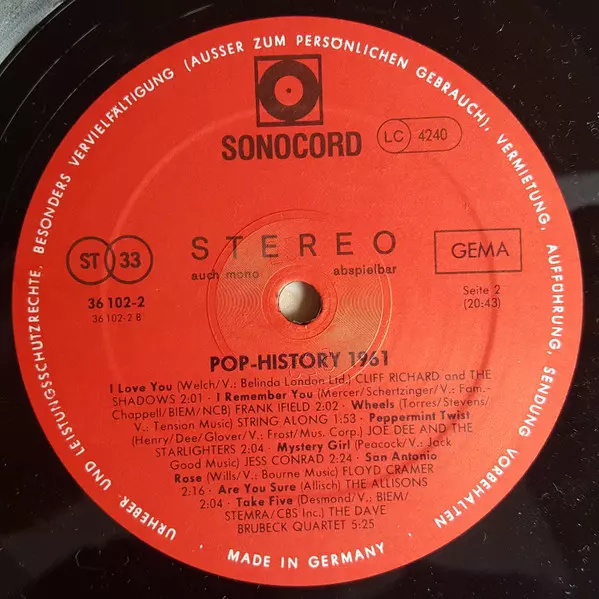 URHEBER- UND LEISTUNGSSCHUTZRECHTE, BESONDERS VERVIELFÄLTIGUNG (AUSSER ZUM PERSÖNLICHEN GEBRAUCH), VERMIETUNG, AUFFÜHRUNG, SENDUNG VORBEHALTEN
SONOCORD
LC 4240
ST 33
STEREO
auch mono abspielbar
GEMA
36 102-2
36 102-2 B
Seite 2
(20:43)
POP-HISTORY 1961
I Love You (Welch/V.: Belinda London Ltd.) CLIFF RICHARD and THE
SHADOWS 2:01 · I Remember You (Mercer/Schertzinger/V.: Fam.-
Chappell/BIEM/NCB) FRANK IFIELD 2:02 · Wheels (Torres/Stevens/
V.: Tension Music) STRING ALONG 1:53 · Peppermint Twist
(Henry/Dee/Glover/V.: Frost/Mus. Corp.) JOE DEE AND THE
STARLIGHTERS 2:04 · Mystery Girl (Peacock/V.: Jack
Good Music) JESS CONRAD 2:24 · San Antonio
Rose (Wills/V.: Bourne Music) FLOYD CRAMER
2:16 · Are You Sure (Allisch) THE ALLISONS
2:04 · Take Five (Desmond/V.: BIEM/
STEMRA/CBS Inc.) THE DAVE
BRUBECK QUARTET 5:25
· MADE IN GERMANY ·